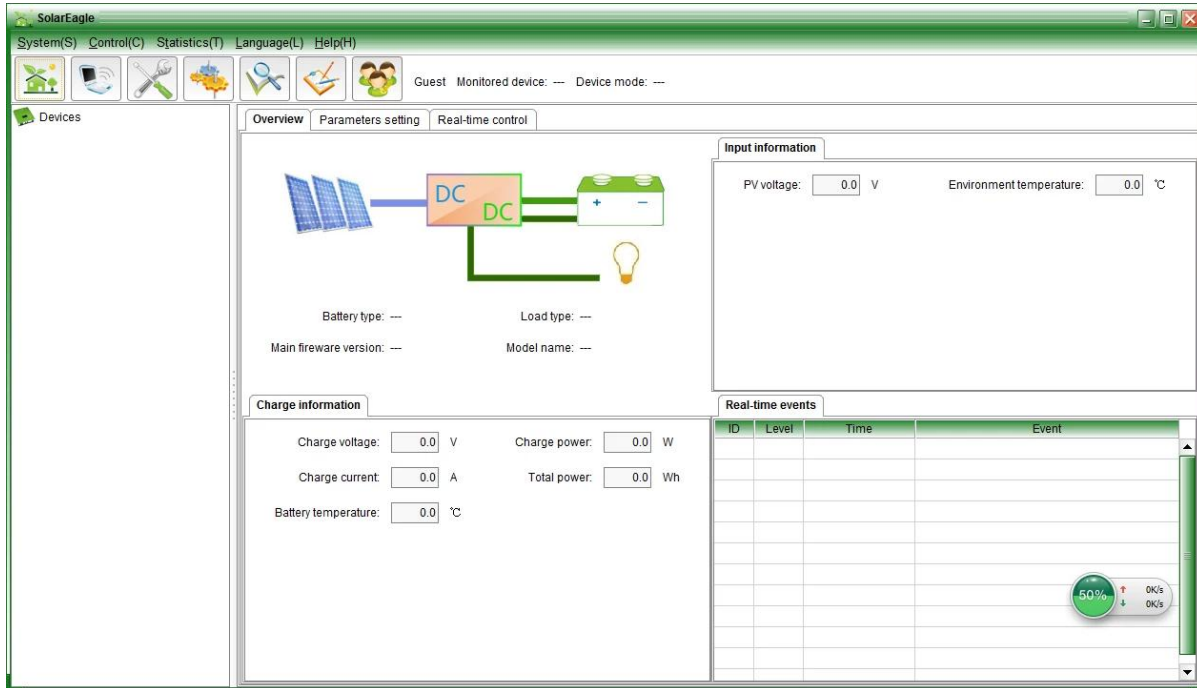 SolarEagle
System(S) Control(C) Statistics(T) Language(L) Help(H)
Guest Monitored device: --- Device mode: ---
Devices
Overview Parameters setting Real-time control
DC
DC
+ −
Battery type: --- Load type: ---
Main fireware version: --- Model name: ---
Input information
PV voltage: 0.0 V Environment temperature: 0.0 ℃
Charge information
Charge voltage: 0.0 V Charge power: 0.0 W
Charge current: 0.0 A Total power: 0.0 Wh
Battery temperature: 0.0 ℃
Real-time events
ID Level Time Event
50% ↑ 0K/s
↓ 0K/s